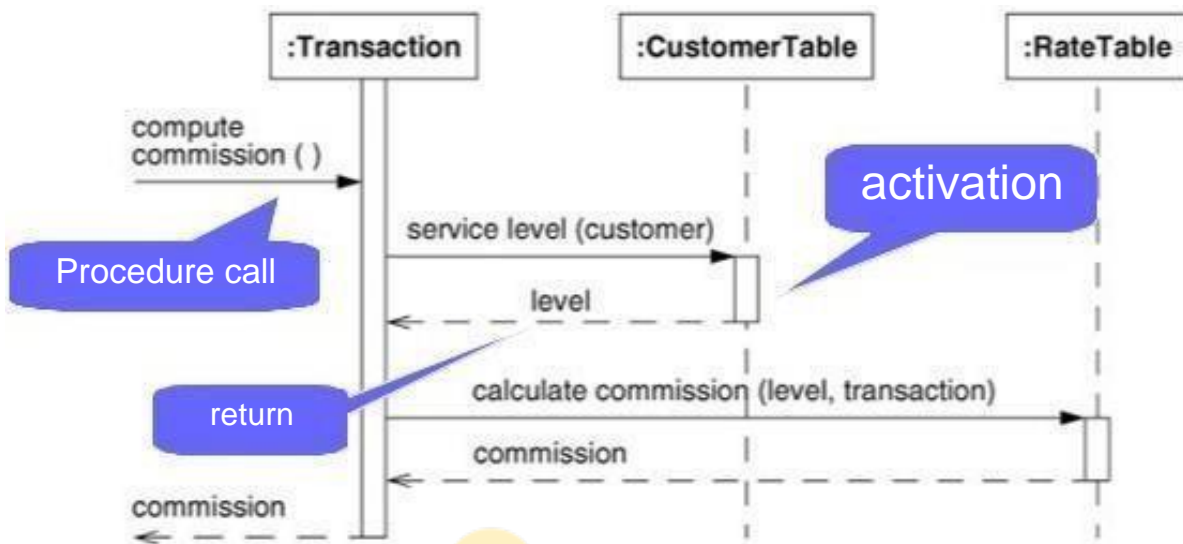 :Transaction
:CustomerTable
:RateTable
compute
commission ( )
activation
service level (customer)
Procedure call
level
calculate commission (level, transaction)
return
commission
commission